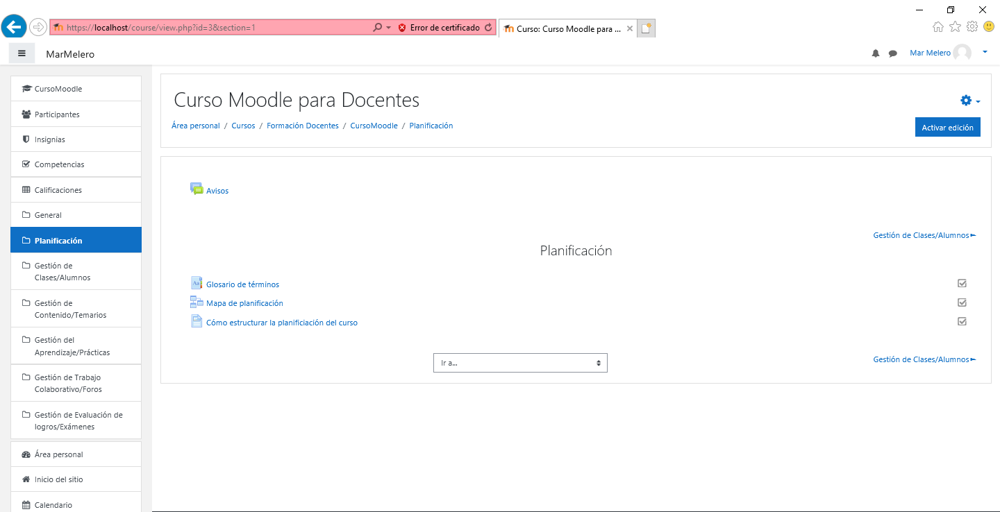 https://localhost/course/view.php?id=3&section=1
Error de certificado
Curso: Curso Moodle para ...
MarMelero
Mar Melero
CursoMoodle
Participantes
Insignias
Competencias
Calificaciones
General
Planificación
Gestión de
Clases/Alumnos
Gestión de
Contenido/Temarios
Gestión del
Aprendizaje/Prácticas
Gestión de Trabajo
Colaborativo/Foros
Gestión de Evaluación de
logros/Exámenes
Área personal
Inicio del sitio
Calendario
Curso Moodle para Docentes
Área personal / Cursos / Formación Docentes / CursoMoodle / Planificación
Activar edición
Avisos
Gestión de Clases/Alumnos►
Planificación
Glosario de términos
Mapa de planificación
Cómo estructurar la planificiación del curso
Ir a...
Gestión de Clases/Alumnos►